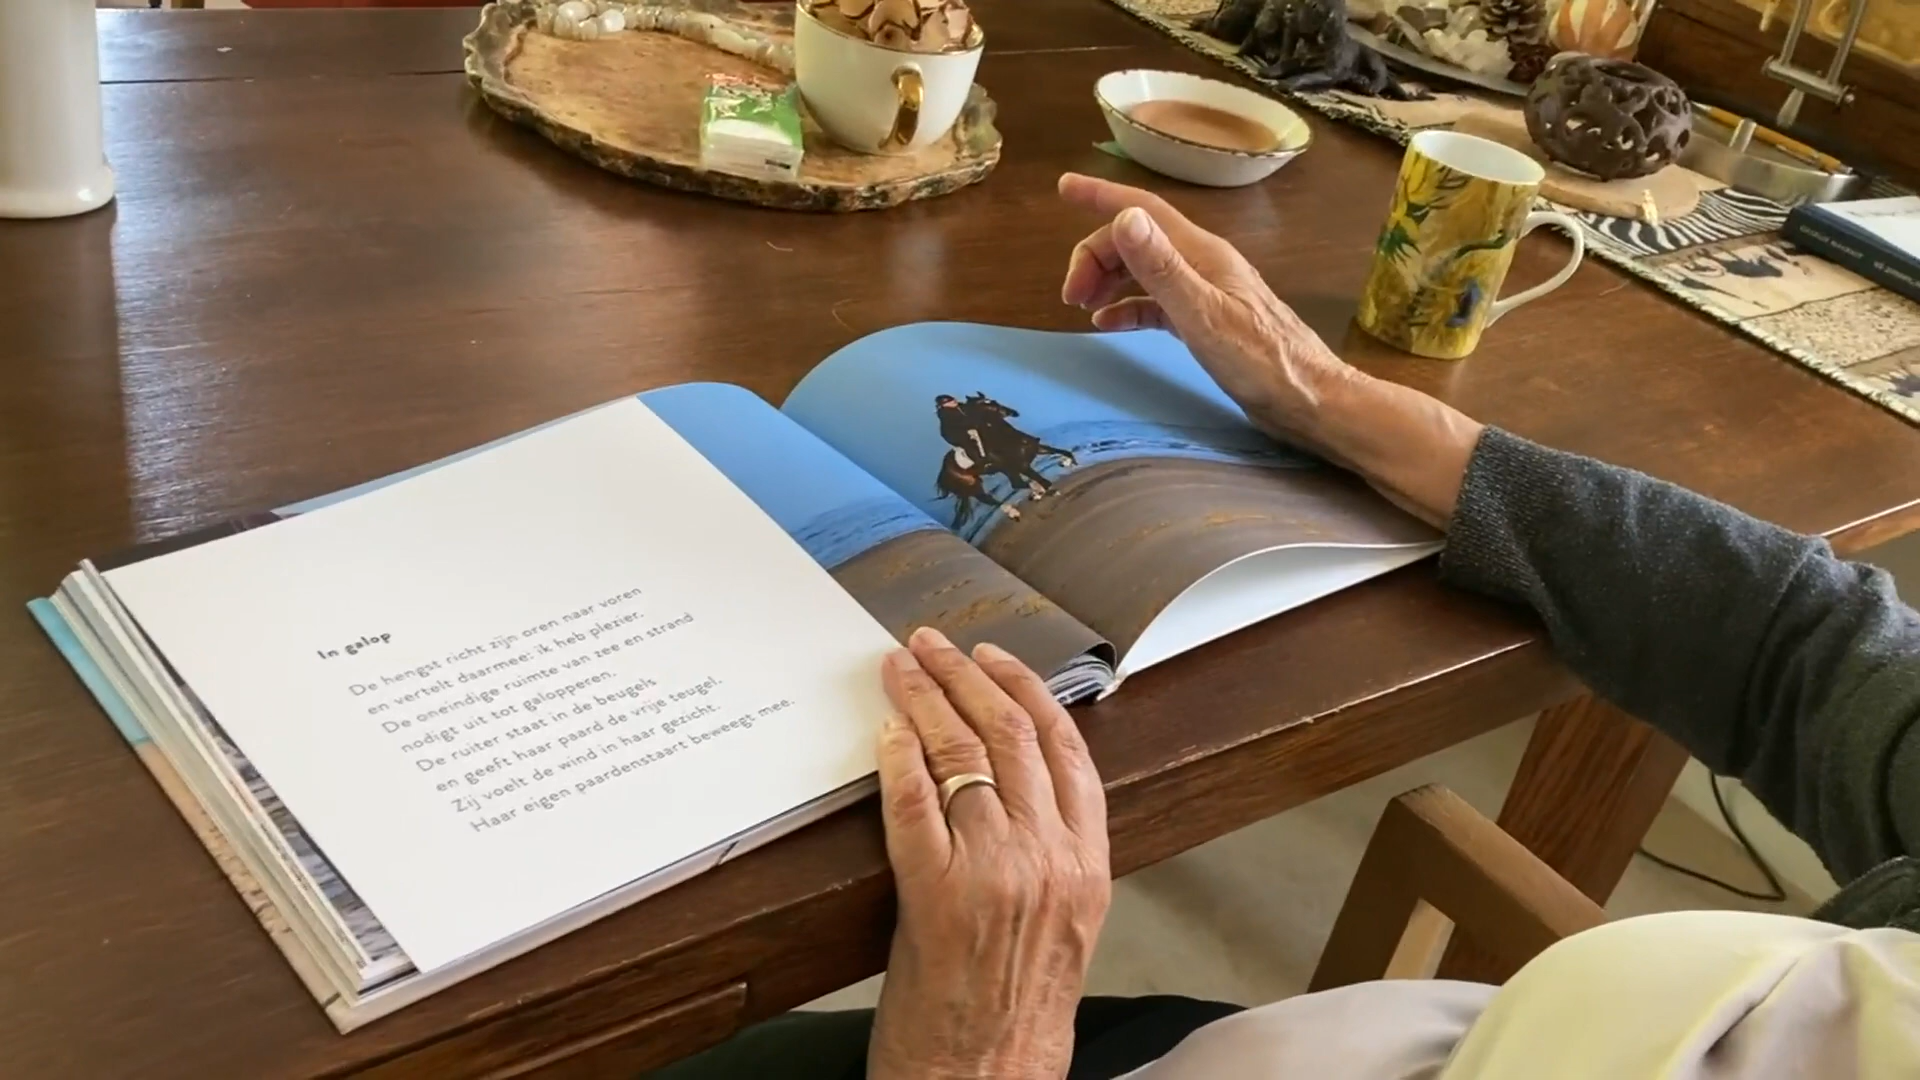 In galop
De hengst richt zijn oren naar voren
en vertelt daarmee: ik heb plezier.
De oneindige ruimte van zee en strand
nodigt uit tot galopperen.
De ruiter staat in de beugels
en geeft haar paard de vrije teugel.
Zij voelt de wind in haar gezicht.
Haar eigen paardenstaart beweegt mee.